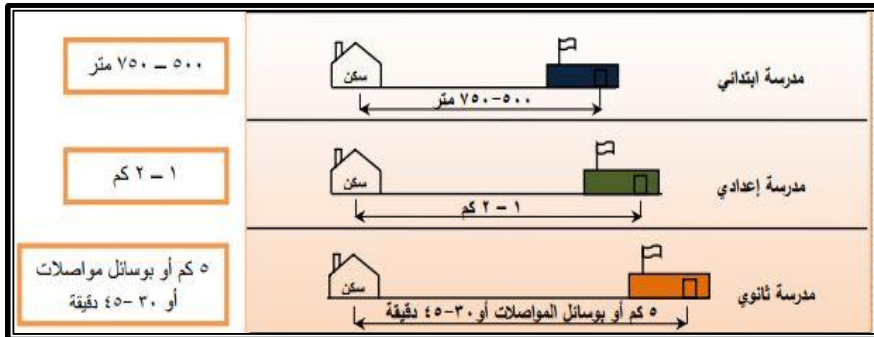 مدرسة ابتدائي
سكن
٥٠٠-٧٥٠ متر
٥٠٠ – ٧٥٠ متر
مدرسة إعدادي
سكن
١ – ٢ كم
١ – ٢ كم
مدرسة ثانوي
سكن
٥ كم أو بوسائل المواصلات أو ٣٠-٤٥ دقيقة
٥ كم أو بوسائل مواصلات
أو ٣٠ -٤٥ دقيقة